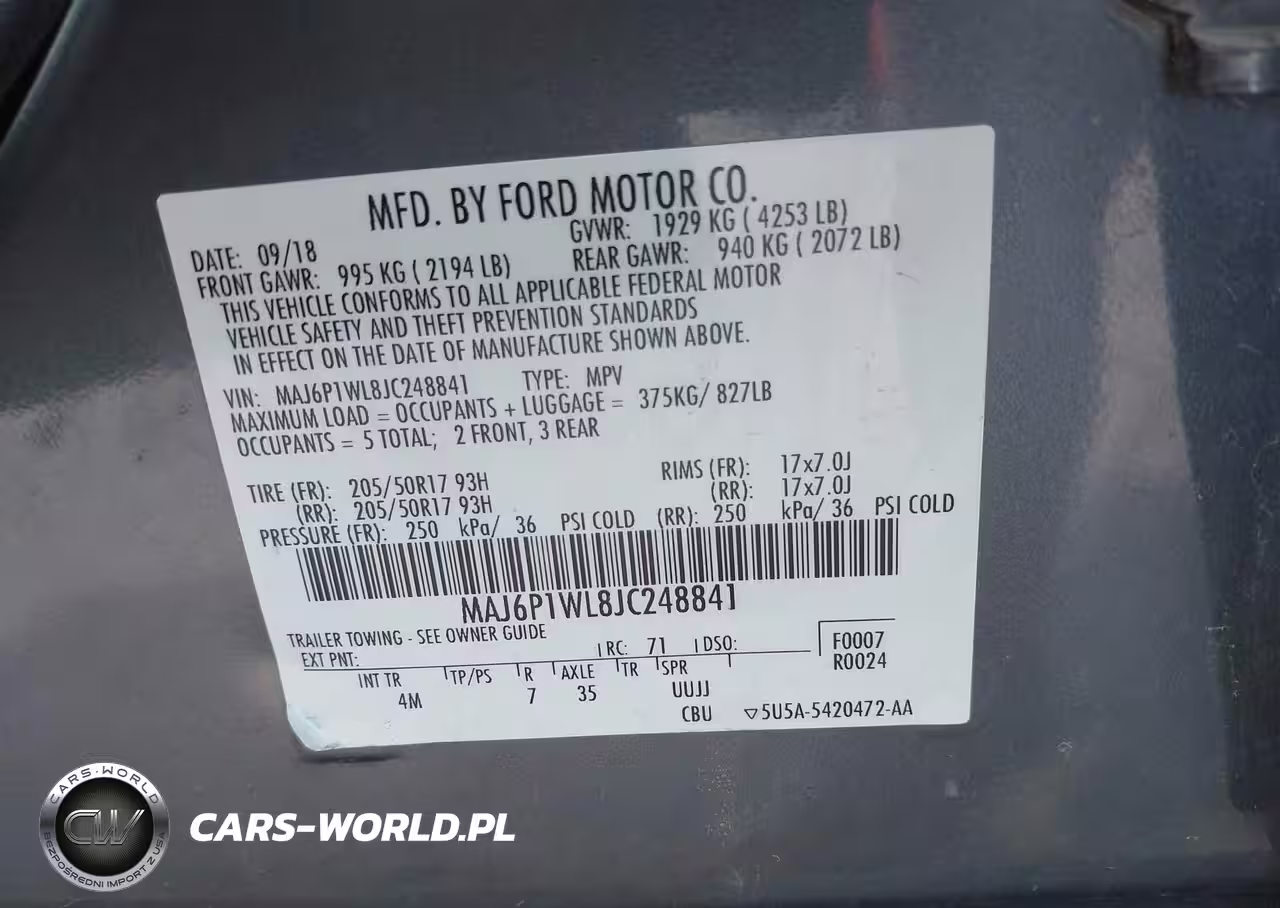 MFD. BY FORD MOTOR CO.
DATE: 09/18 GVWR: 1929 KG ( 4253 LB)
FRONT GAWR: 995 KG ( 2194 LB) REAR GAWR: 940 KG ( 2072 LB)
THIS VEHICLE CONFORMS TO ALL APPLICABLE FEDERAL MOTOR
VEHICLE SAFETY AND THEFT PREVENTION STANDARDS
IN EFFECT ON THE DATE OF MANUFACTURE SHOWN ABOVE.
VIN: MAJ6P1WL8JC248841 TYPE: MPV
MAXIMUM LOAD = OCCUPANTS + LUGGAGE = 375KG/ 827LB
OCCUPANTS = 5 TOTAL; 2 FRONT, 3 REAR
TIRE (FR): 205/50R17 93H RIMS (FR): 17x7.0J
(RR): 205/50R17 93H (RR): 17x7.0J
PRESSURE (FR): 250 kPa/ 36 PSI COLD (RR): 250 kPa/ 36 PSI COLD
MAJ6P1WL8JC248841
TRAILER TOWING - SEE OWNER GUIDE
EXT PNT: RC: 71 DSO: F0007
R0024
INT TR TP/PS R AXLE TR SPR
4M 7 35 UUJJ
CBU ▽5U5A-5420472-AA
CARS-WORLD
CW
BEZPOŚREDNI IMPORT Z USA
CARS-WORLD.PL